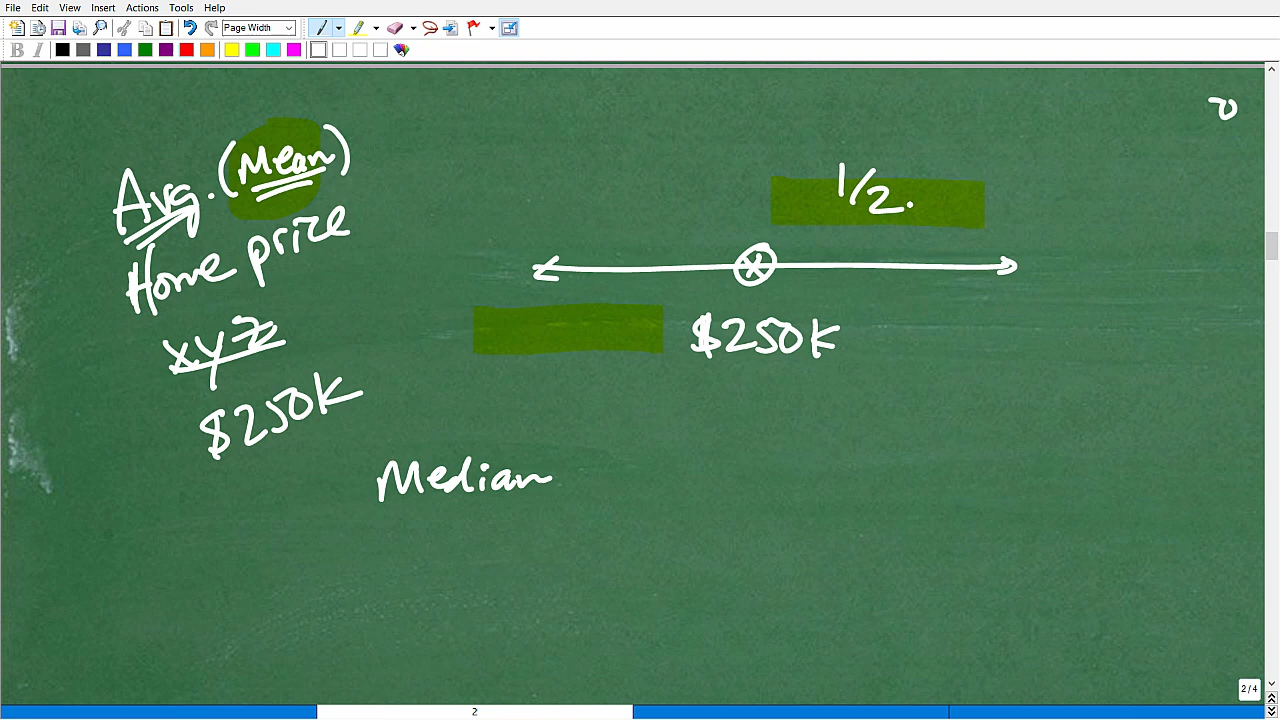 File Edit View Insert Actions Tools Help
Page Width
B I
Avg. (Mean)
Home price
xyz
$250K
1/2.
$250K
Median
2/4
2